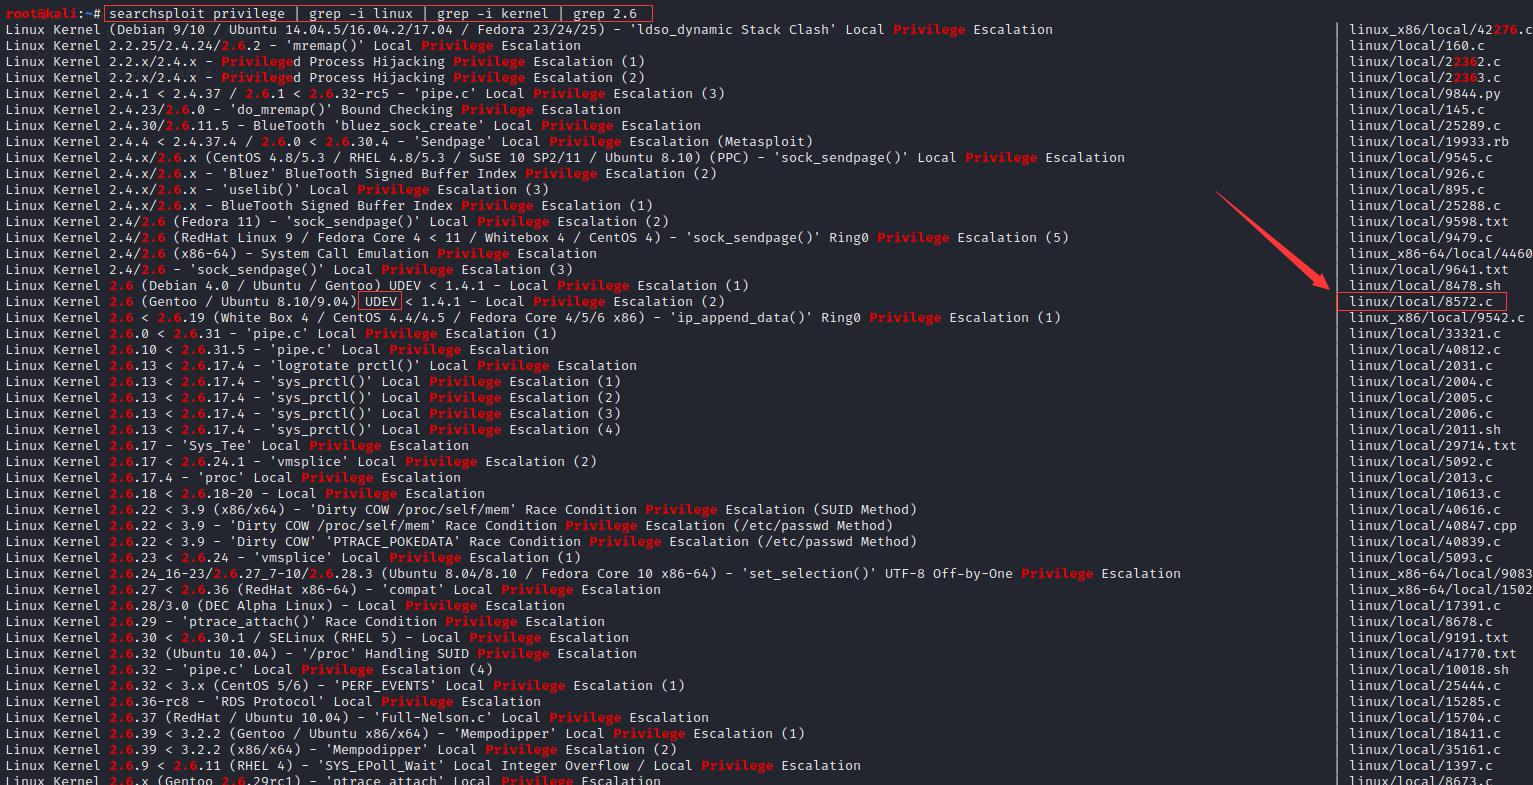 root@kali:~# searchsploit privilege | grep -i linux | grep -i kernel | grep 2.6
Linux Kernel (Debian 9/10 / Ubuntu 14.04.5/16.04.2/17.04 / Fedora 23/24/25) - 'ldso_dynamic Stack Clash' Local Privilege Escalation | linux_x86/local/42276.c
Linux Kernel 2.2.25/2.4.24/2.6.2 - 'mremap()' Local Privilege Escalation | linux/local/160.c
Linux Kernel 2.2.x/2.4.x - Privileged Process Hijacking Privilege Escalation (1) | linux/local/22362.c
Linux Kernel 2.2.x/2.4.x - Privileged Process Hijacking Privilege Escalation (2) | linux/local/22363.c
Linux Kernel 2.4.1 < 2.4.37 / 2.6.1 < 2.6.32-rc5 - 'pipe.c' Local Privilege Escalation (3) | linux/local/9844.py
Linux Kernel 2.4.23/2.6.0 - 'do_mremap()' Bound Checking Privilege Escalation | linux/local/145.c
Linux Kernel 2.4.30/2.6.11.5 - BlueTooth 'bluez_sock_create' Local Privilege Escalation | linux/local/25289.c
Linux Kernel 2.4.4 < 2.4.37.4 / 2.6.0 < 2.6.30.4 - 'Sendpage' Local Privilege Escalation (Metasploit) | linux/local/19933.rb
Linux Kernel 2.4.x/2.6.x (CentOS 4.8/5.3 / RHEL 4.8/5.3 / SuSE 10 SP2/11 / Ubuntu 8.10) (PPC) - 'sock_sendpage()' Local Privilege Escalation | linux/local/9545.c
Linux Kernel 2.4.x/2.6.x - 'Bluez' BlueTooth Signed Buffer Index Privilege Escalation (2) | linux/local/926.c
Linux Kernel 2.4.x/2.6.x - 'uselib()' Local Privilege Escalation (3) | linux/local/895.c
Linux Kernel 2.4.x/2.6.x - BlueTooth Signed Buffer Index Privilege Escalation (1) | linux/local/25288.c
Linux Kernel 2.4/2.6 (Fedora 11) - 'sock_sendpage()' Local Privilege Escalation (2) | linux/local/9598.txt
Linux Kernel 2.4/2.6 (RedHat Linux 9 / Fedora Core 4 < 11 / Whitebox 4 / CentOS 4) - 'sock_sendpage()' Ring0 Privilege Escalation (5) | linux/local/9479.c
Linux Kernel 2.4/2.6 (x86-64) - System Call Emulation Privilege Escalation | linux_x86-64/local/4460
Linux Kernel 2.4/2.6 - 'sock_sendpage()' Local Privilege Escalation (3) | linux/local/9641.txt
Linux Kernel 2.6 (Debian 4.0 / Ubuntu / Gentoo) UDEV < 1.4.1 - Local Privilege Escalation (1) | linux/local/8478.sh
Linux Kernel 2.6 (Gentoo / Ubuntu 8.10/9.04) UDEV < 1.4.1 - Local Privilege Escalation (2) | linux/local/8572.c
Linux Kernel 2.6 < 2.6.19 (White Box 4 / CentOS 4.4/4.5 / Fedora Core 4/5/6 x86) - 'ip_append_data()' Ring0 Privilege Escalation (1) | linux_x86/local/9542.c
Linux Kernel 2.6.0 < 2.6.31 - 'pipe.c' Local Privilege Escalation (1) | linux/local/33321.c
Linux Kernel 2.6.10 < 2.6.31.5 - 'pipe.c' Local Privilege Escalation | linux/local/40812.c
Linux Kernel 2.6.13 < 2.6.17.4 - 'logrotate prctl()' Local Privilege Escalation | linux/local/2031.c
Linux Kernel 2.6.13 < 2.6.17.4 - 'sys_prctl()' Local Privilege Escalation (1) | linux/local/2004.c
Linux Kernel 2.6.13 < 2.6.17.4 - 'sys_prctl()' Local Privilege Escalation (2) | linux/local/2005.c
Linux Kernel 2.6.13 < 2.6.17.4 - 'sys_prctl()' Local Privilege Escalation (3) | linux/local/2006.c
Linux Kernel 2.6.13 < 2.6.17.4 - 'sys_prctl()' Local Privilege Escalation (4) | linux/local/2011.sh
Linux Kernel 2.6.17 - 'Sys_Tee' Local Privilege Escalation | linux/local/29714.txt
Linux Kernel 2.6.17 < 2.6.24.1 - 'vmsplice' Local Privilege Escalation (2) | linux/local/5092.c
Linux Kernel 2.6.17.4 - 'proc' Local Privilege Escalation | linux/local/2013.c
Linux Kernel 2.6.18 < 2.6.18-20 - Local Privilege Escalation | linux/local/10613.c
Linux Kernel 2.6.22 < 3.9 (x86/x64) - 'Dirty COW /proc/self/mem' Race Condition Privilege Escalation (SUID Method) | linux/local/40616.c
Linux Kernel 2.6.22 < 3.9 - 'Dirty COW /proc/self/mem' Race Condition Privilege Escalation (/etc/passwd Method) | linux/local/40847.cpp
Linux Kernel 2.6.22 < 3.9 - 'Dirty COW' 'PTRACE_POKEDATA' Race Condition Privilege Escalation (/etc/passwd Method) | linux/local/40839.c
Linux Kernel 2.6.23 < 2.6.24 - 'vmsplice' Local Privilege Escalation (1) | linux/local/5093.c
Linux Kernel 2.6.24_16-23/2.6.27_7-10/2.6.28.3 (Ubuntu 8.04/8.10 / Fedora Core 10 x86-64) - 'set_selection()' UTF-8 Off-by-One Privilege Escalation | linux_x86-64/local/9083
Linux Kernel 2.6.27 < 2.6.36 (RedHat x86-64) - 'compat' Local Privilege Escalation | linux_x86-64/local/1502
Linux Kernel 2.6.28/3.0 (DEC Alpha Linux) - Local Privilege Escalation | linux/local/17391.c
Linux Kernel 2.6.29 - 'ptrace_attach()' Race Condition Privilege Escalation | linux/local/8678.c
Linux Kernel 2.6.30 < 2.6.30.1 / SELinux (RHEL 5) - Local Privilege Escalation | linux/local/9191.txt
Linux Kernel 2.6.32 (Ubuntu 10.04) - '/proc' Handling SUID Privilege Escalation | linux/local/41770.txt
Linux Kernel 2.6.32 - 'pipe.c' Local Privilege Escalation (4) | linux/local/10018.sh
Linux Kernel 2.6.32 < 3.x (CentOS 5/6) - 'PERF_EVENTS' Local Privilege Escalation (1) | linux/local/25444.c
Linux Kernel 2.6.36-rc8 - 'RDS Protocol' Local Privilege Escalation | linux/local/15285.c
Linux Kernel 2.6.37 (RedHat / Ubuntu 10.04) - 'Full-Nelson.c' Local Privilege Escalation | linux/local/15704.c
Linux Kernel 2.6.39 < 3.2.2 (Gentoo / Ubuntu x86/x64) - 'Mempodipper' Local Privilege Escalation (1) | linux/local/18411.c
Linux Kernel 2.6.39 < 3.2.2 (x86/x64) - 'Mempodipper' Local Privilege Escalation (2) | linux/local/35161.c
Linux Kernel 2.6.9 < 2.6.11 (RHEL 4) - 'SYS_EPoll_Wait' Local Integer Overflow / Local Privilege Escalation | linux/local/1397.c
Linux Kernel 2.6.x (Gentoo 2.6.29rc1) - 'ptrace_attach' Local Privilege Escalation | linux/local/8673.c